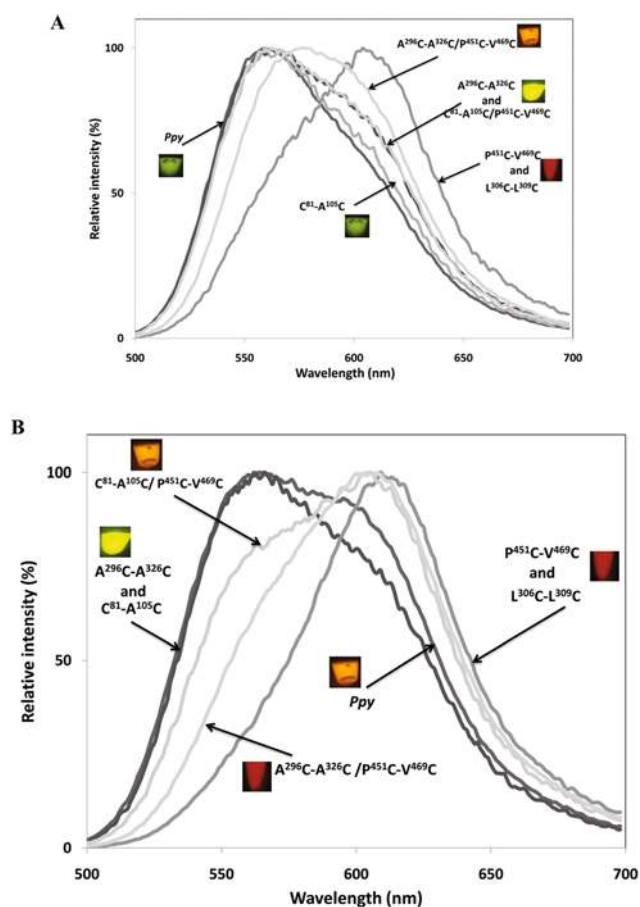 A
Relative intensity (%)
100
50
0
500
550
600
650
700
Wavelength (nm)
A²⁹⁶C-A³²⁶C/P⁴⁵¹C-V⁴⁶⁹C
A²⁹⁶C-A³²⁶C
and
C⁸¹-A¹⁰⁵C/P⁴⁵¹C-V⁴⁶⁹C
Ppy
P⁴⁵¹C-V⁴⁶⁹C
and
L³⁰⁶C-L³⁰⁹C
C⁸¹-A¹⁰⁵C
B
Relative intensity (%)
100
50
0
500
550
600
650
700
Wavelength (nm)
C⁸¹-A¹⁰⁵C/ P⁴⁵¹C-V⁴⁶⁹C
A²⁹⁶C-A³²⁶C
and
C⁸¹-A¹⁰⁵C
P⁴⁵¹C-V⁴⁶⁹C
and
L³⁰⁶C-L³⁰⁹C
Ppy
A²⁹⁶C-A³²⁶C /P⁴⁵¹C-V⁴⁶⁹C